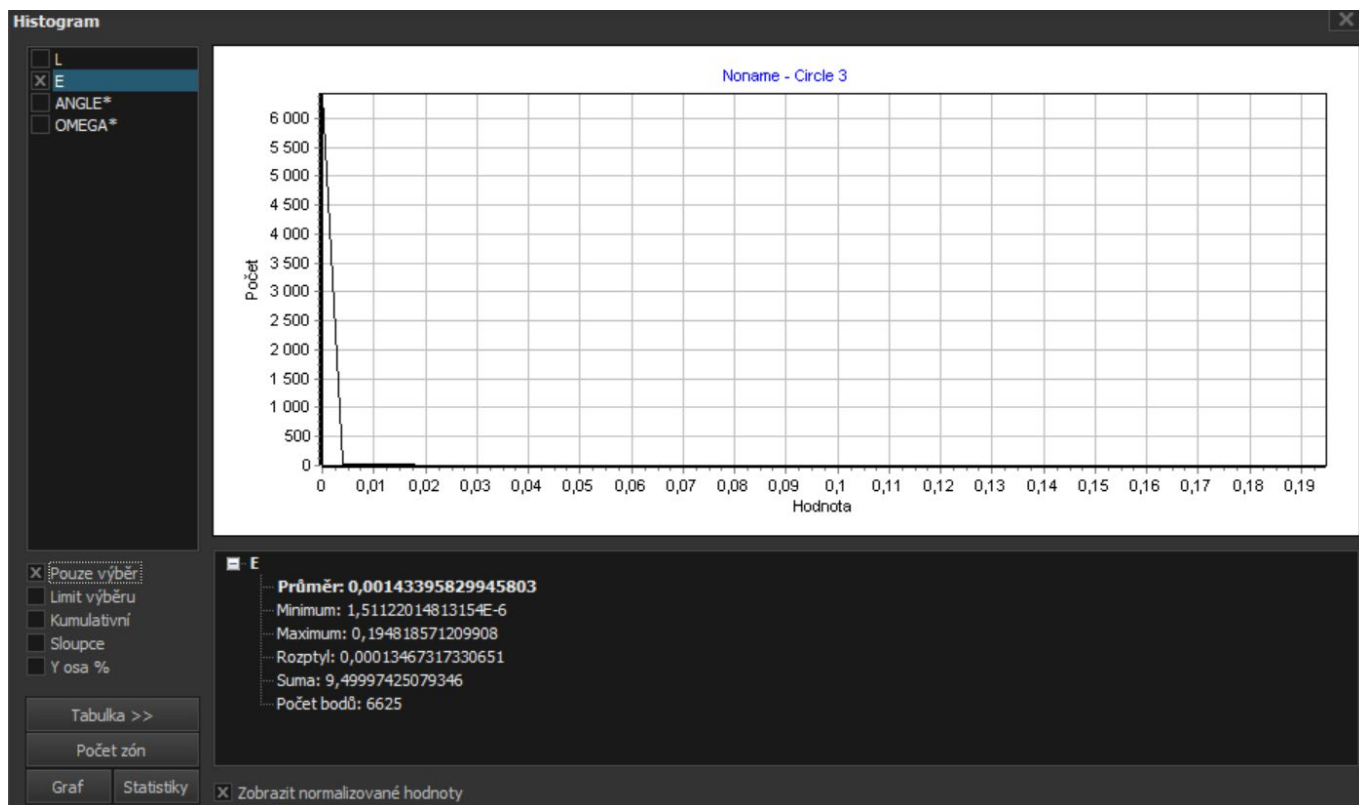 Histogram
L
E
ANGLE*
OMEGA*
Noname - Circle 3
6 000
5 500
5 000
4 500
4 000
3 500
3 000
2 500
2 000
1 500
1 000
500
0
Počet
0 0,01 0,02 0,03 0,04 0,05 0,06 0,07 0,08 0,09 0,1 0,11 0,12 0,13 0,14 0,15 0,16 0,17 0,18 0,19
Hodnota
Pouze výběr
Limit výběru
Kumulativní
Sloupce
Y osa %
E
Průměr: 0,00143395829945803
Minimum: 1,51122014813154E-6
Maximum: 0,194818571209908
Rozptyl: 0,00013467317330651
Suma: 9,49997425079346
Počet bodů: 6625
Tabulka >>
Počet zón
Graf Statistiky
Zobrazit normalizované hodnoty